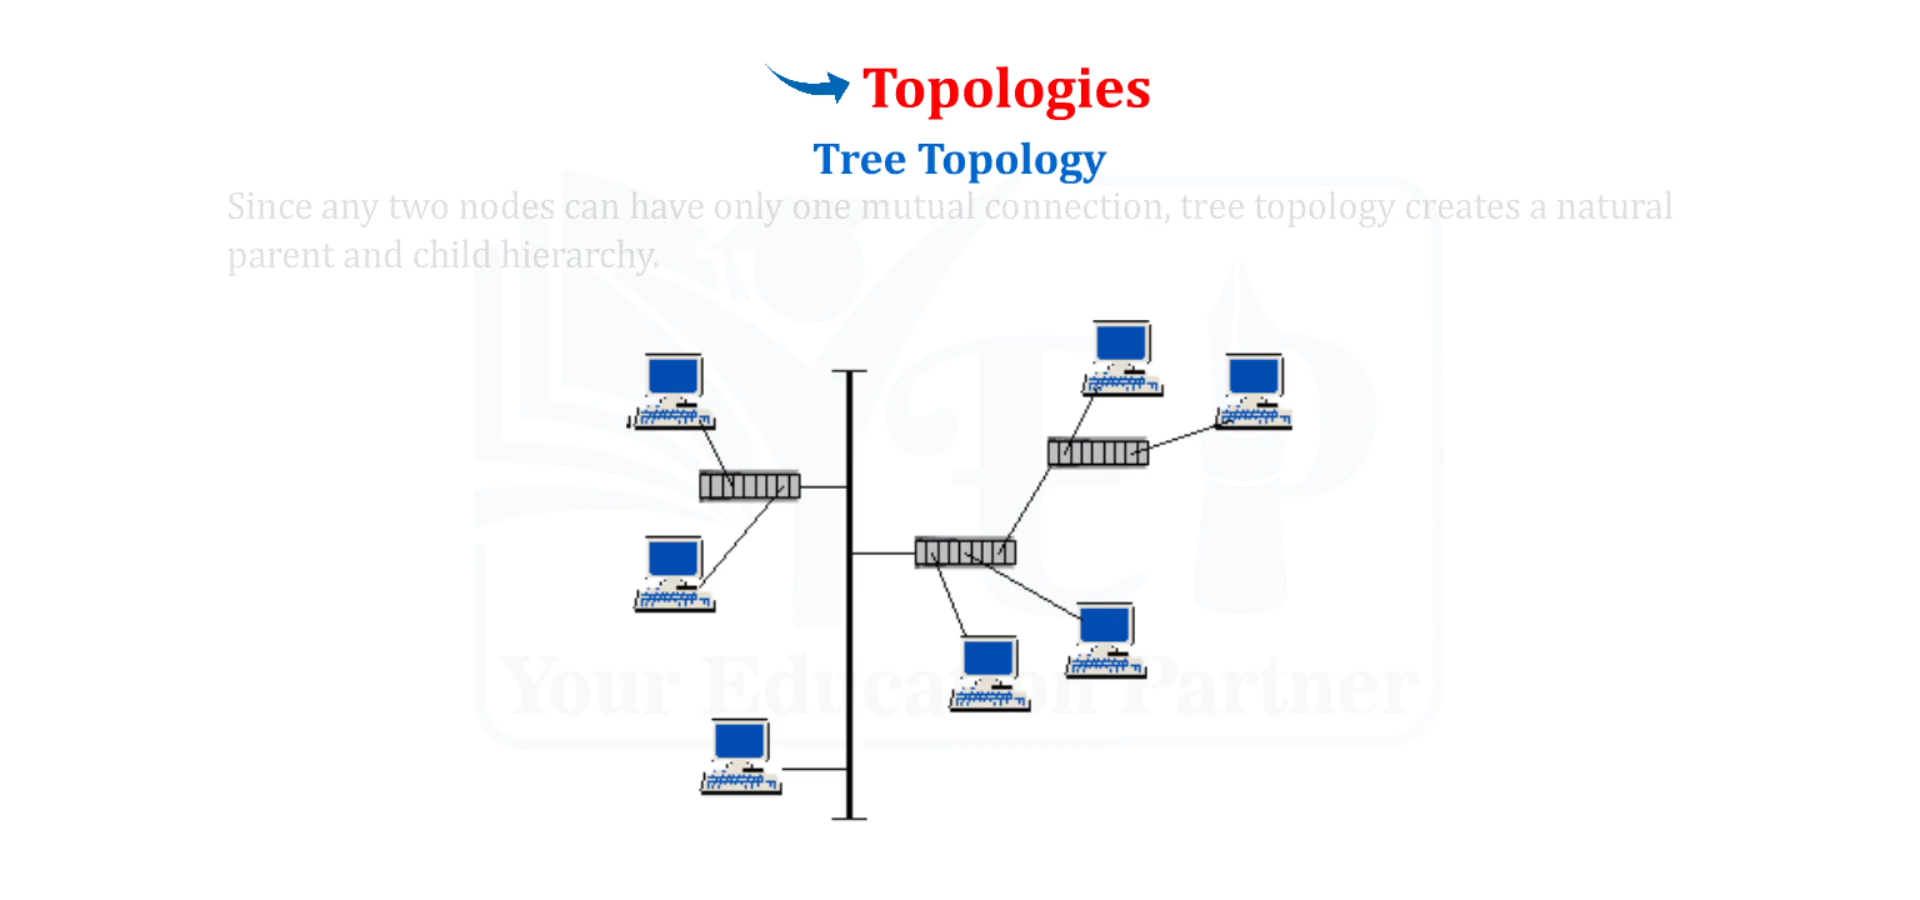 Topologies
Tree Topology
Since any two nodes can have only one mutual connection, tree topology creates a natural
parent and child hierarchy.
YEP
Your Education Partner